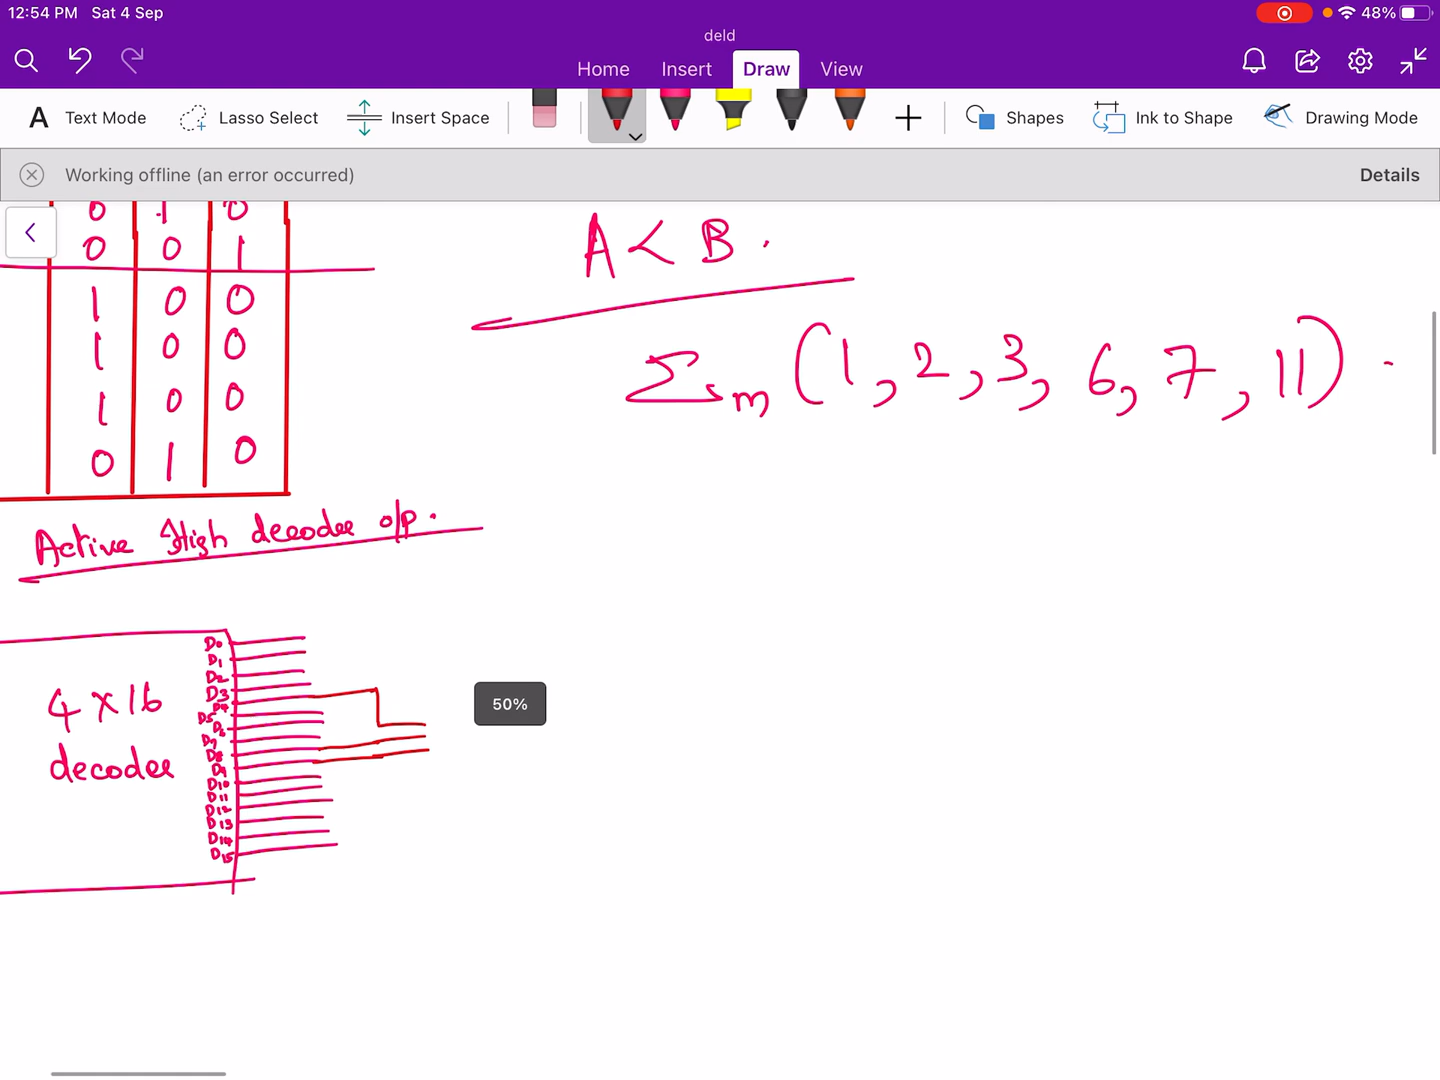 12:54 PM Sat 4 Sep
48%
deld
Home Insert Draw View
A Text Mode Lasso Select Insert Space Shapes Ink to Shape Drawing Mode
Working offline (an error occurred) Details
0 1 0
0 0 1
1 0 0
1 0 0
1 0 0
0 1 0
A < B .
Σm (1, 2, 3, 6, 7, 11) .
Active High decoder o/p.
4 X 16
decoder
D0
D1
D2
D3
D4
D5
D6
D7
D8
D9
D10
D11
D12
D13
D14
D15
50%